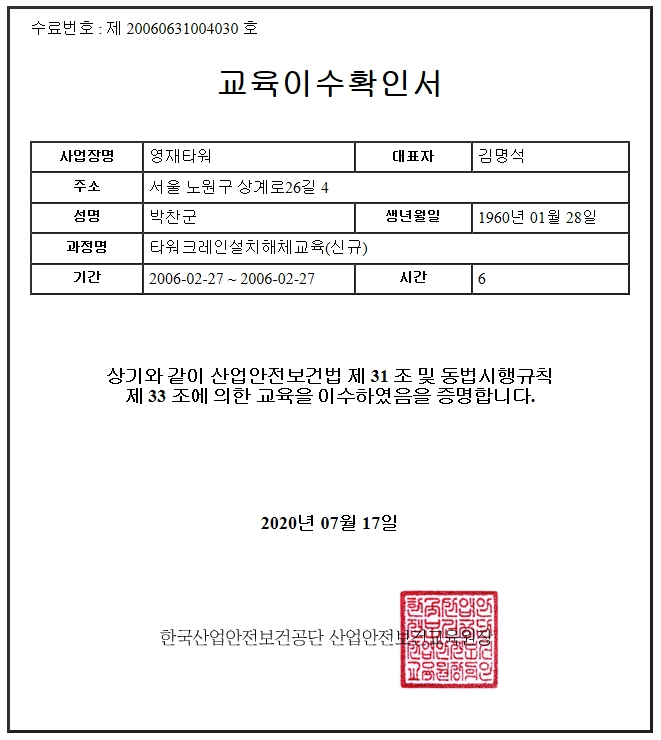 수료번호 : 제 20060631004030 호
교육이수확인서
사업장명 영재타워 대표자 김명석
주소 서울 노원구 상계로26길 4
성명 박찬군 생년월일 1960년 01월 28일
과정명 타워크레인설치해체교육(신규)
기간 2006-02-27 ~ 2006-02-27 시간 6
상기와 같이 산업안전보건법 제 31 조 및 동법시행규칙
제 33 조에 의한 교육을 이수하였음을 증명합니다.
2020년 07월 17일
한국산업안전보건공단 산업안전보건교육원장